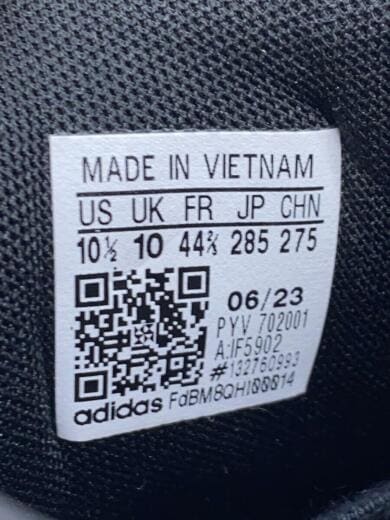 MADE IN VIETNAM
US UK FR JP CHN
10½ 10 44⅔ 285 275
06/23
PYV 702001
A:IF5902
#132760993
adidas FdBM8QHI00014